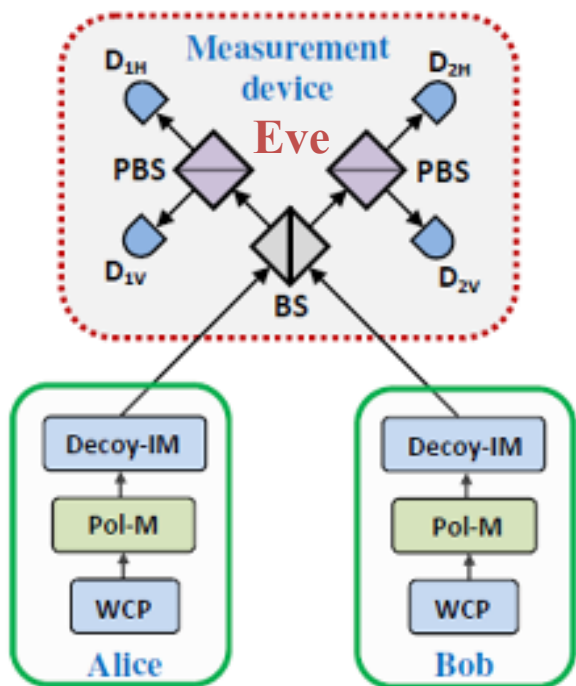 Measurement
device
Eve
D1H
D2H
PBS
PBS
D1V
D2V
BS
Decoy-IM
Pol-M
WCP
Alice
Decoy-IM
Pol-M
WCP
Bob